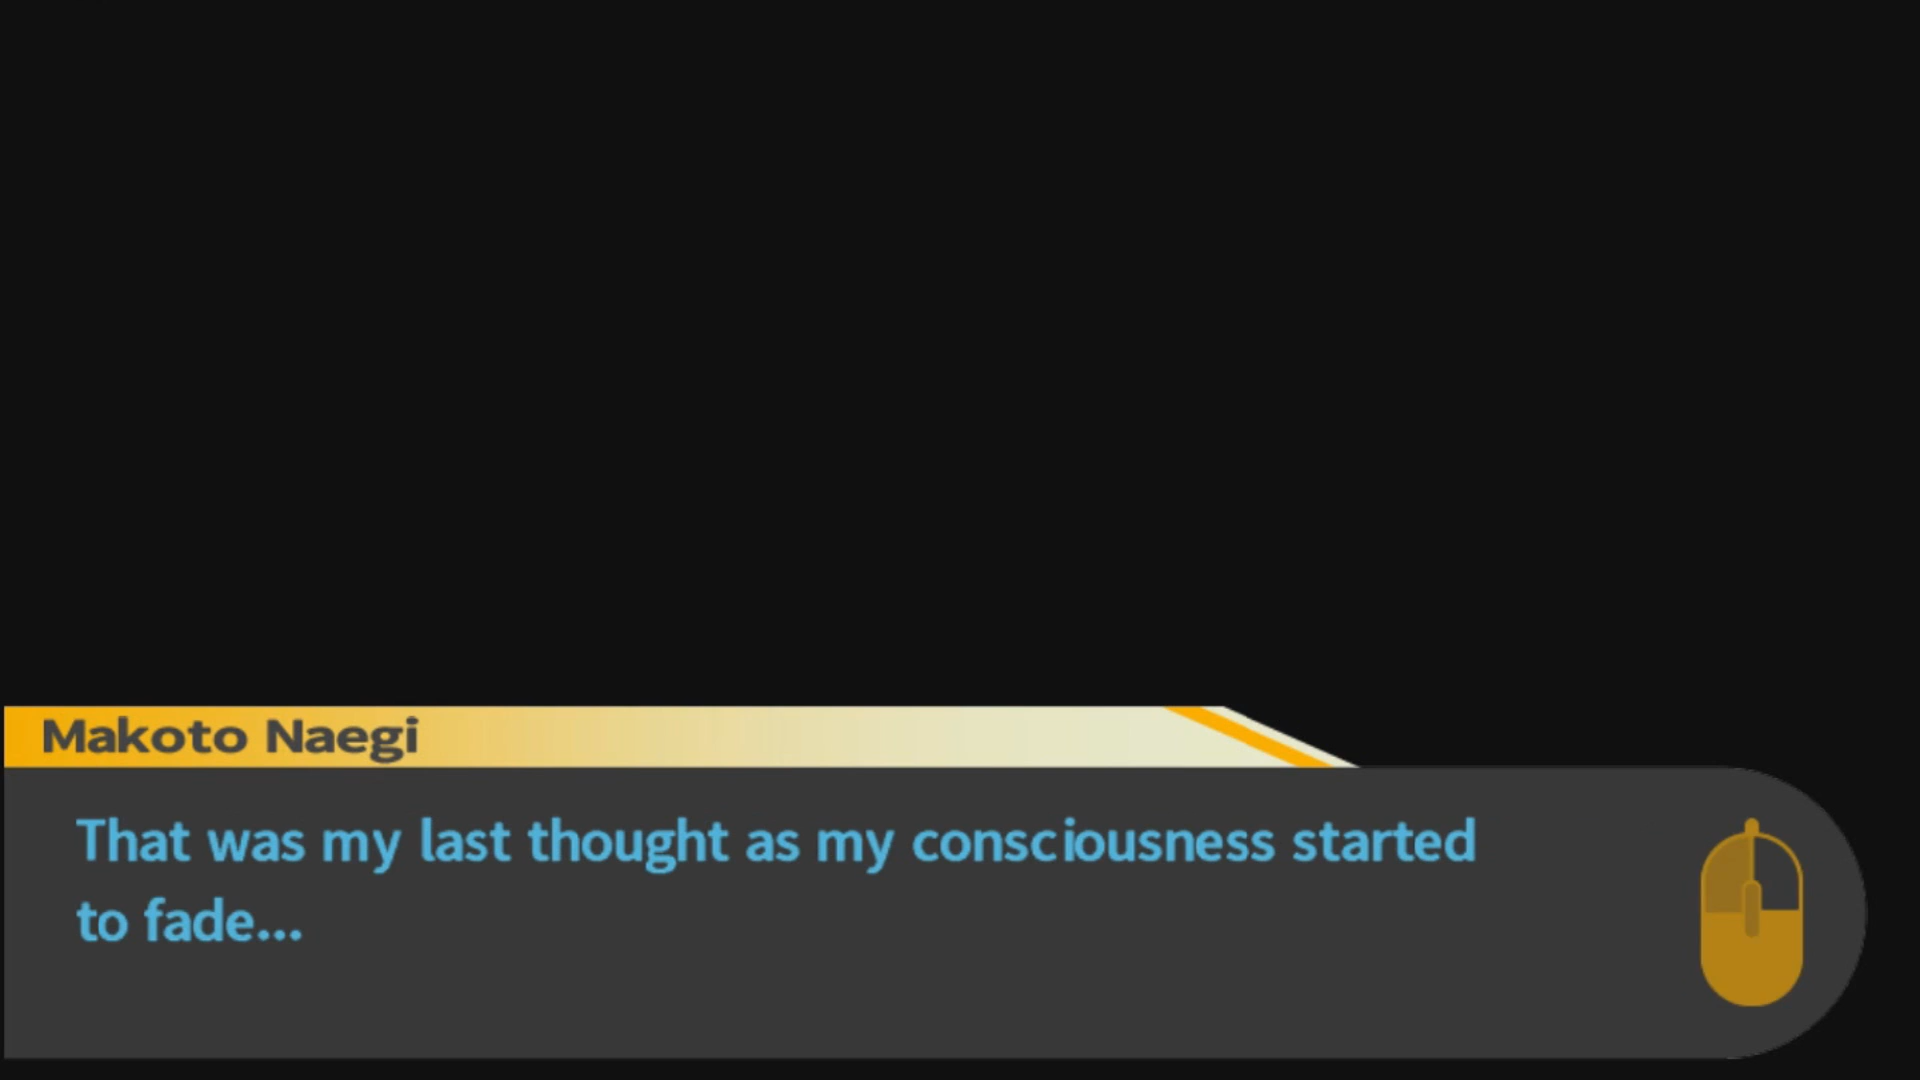 Makoto Naegi
That was my last thought as my consciousness started
to fade...